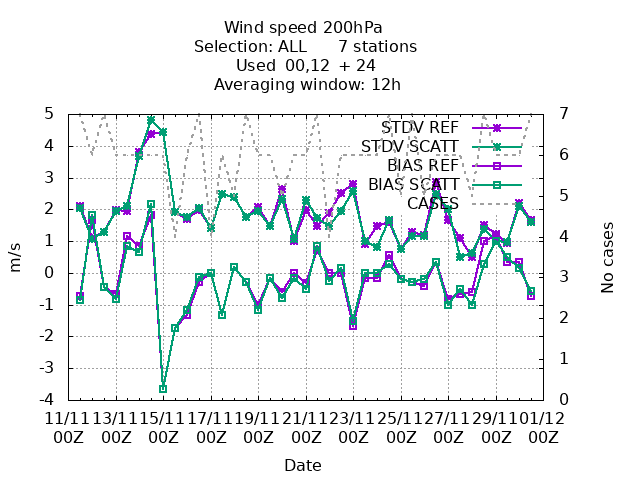 Wind speed 200hPa
Selection: ALL 7 stations
Used 00,12 + 24
Averaging window: 12h
STDV REF
STDV SCATT
BIAS REF
BIAS SCATT
CASES
5
4
3
2
1
0
-1
-2
-3
-4
m/s
7
6
5
4
3
2
1
0
No cases
11/11 13/11 15/11 17/11 19/11 21/11 23/11 25/11 27/11 29/11 01/12
00Z 00Z 00Z 00Z 00Z 00Z 00Z 00Z 00Z 00Z 00Z
Date